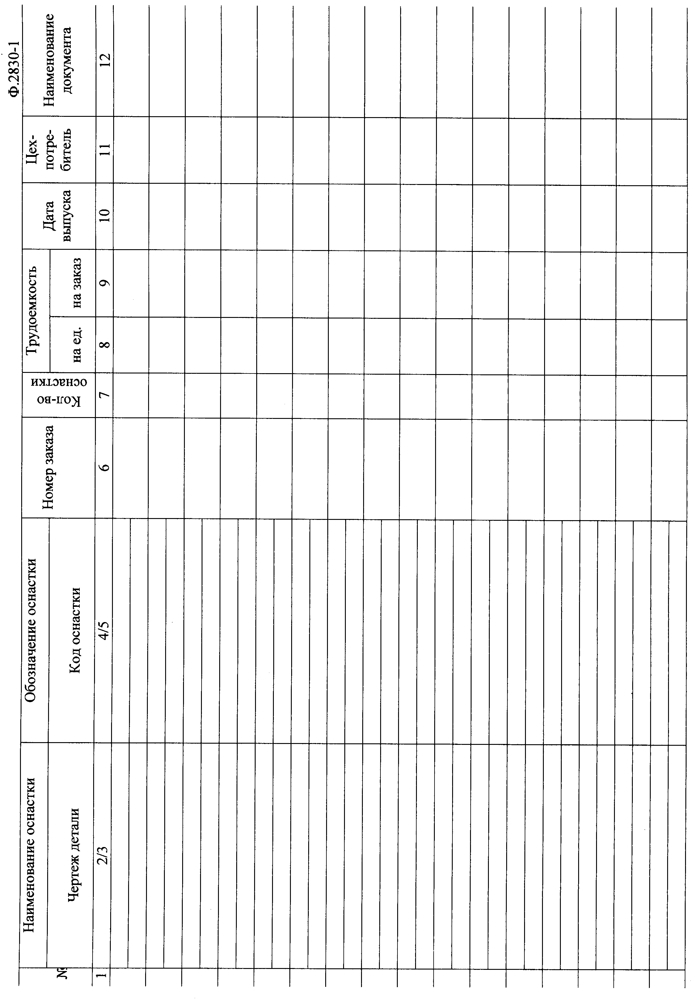 Ф.2830-1
№
Наименование оснастки
Чертеж детали
Обозначение оснастки
Код оснастки
Номер заказа
Кол-во
оснастки
Трудоемкость
на ед.
на заказ
Дата
выпуска
Цех-
потре-
битель
Наименование
документа
1 2/3 4/5 6 7 8 9 10 11 12